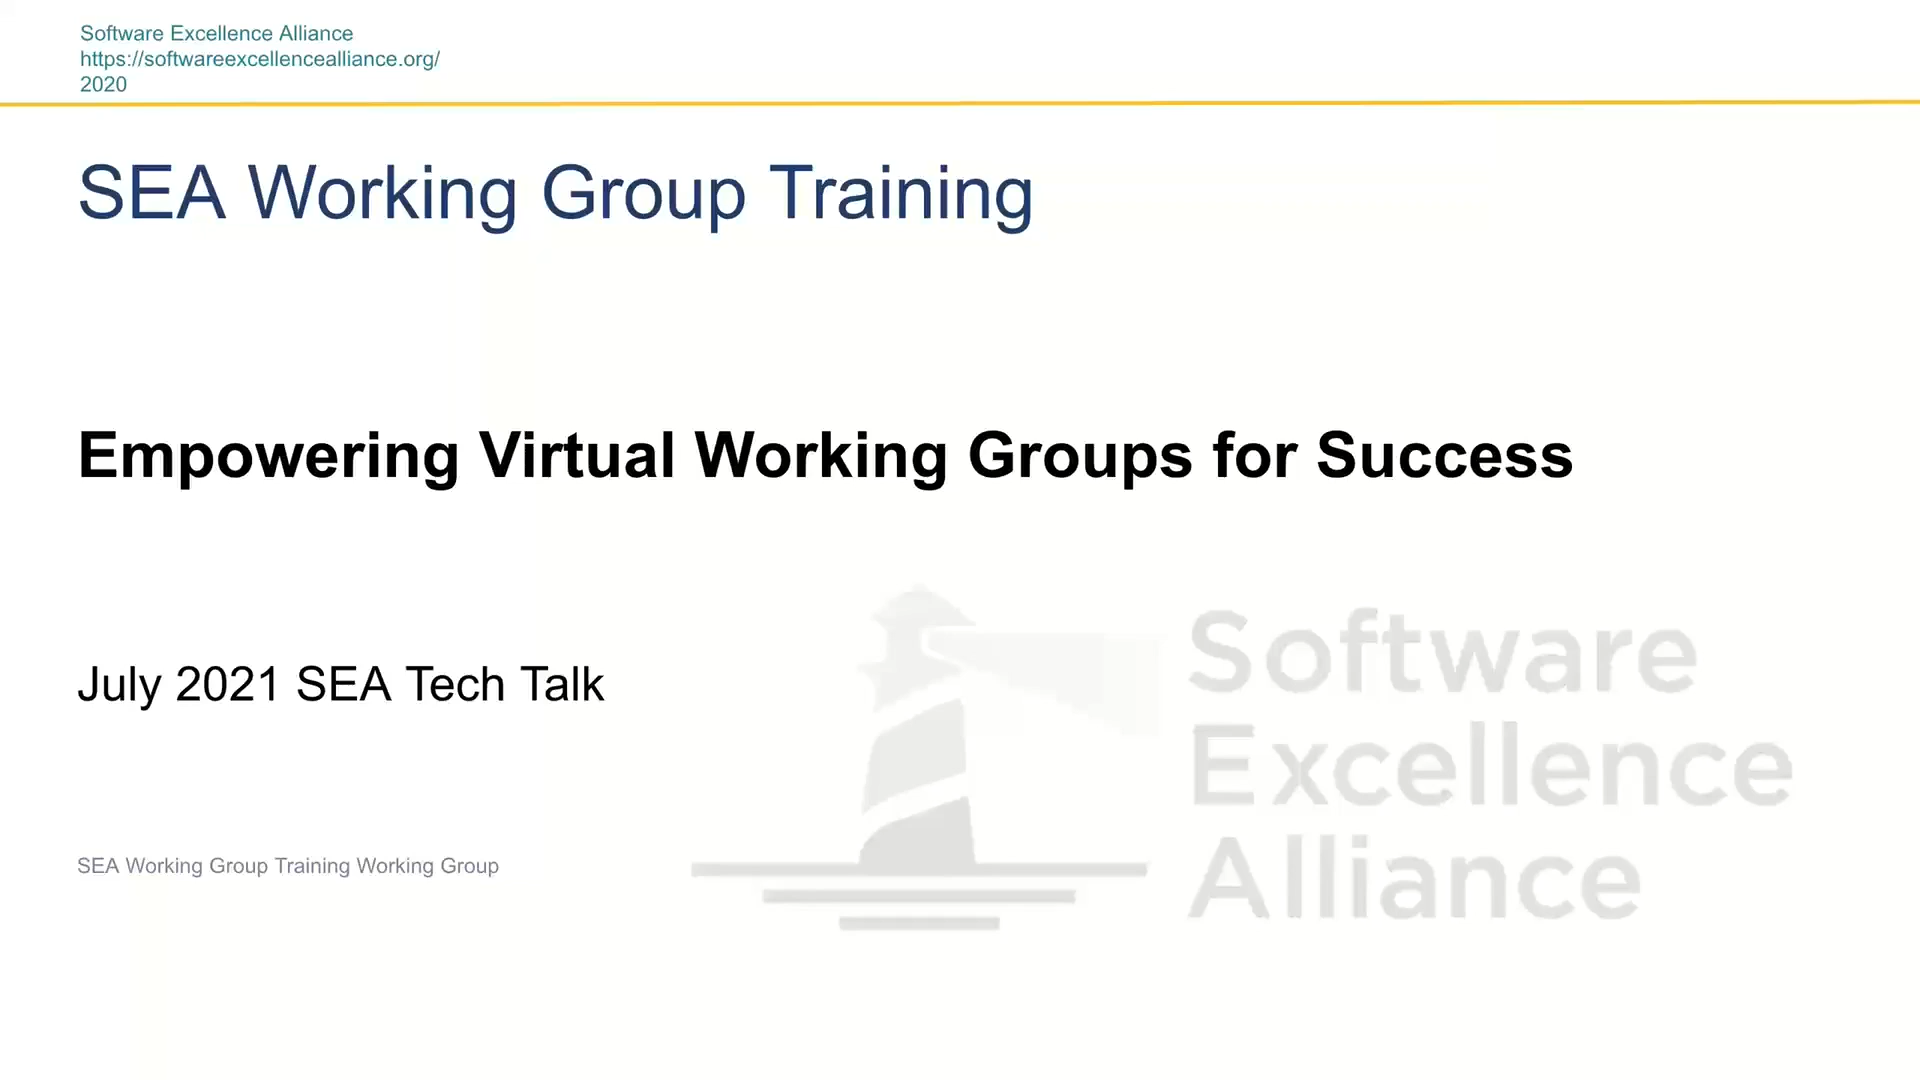 Software Excellence Alliance
https://softwareexcellencealliance.org/
2020
SEA Working Group Training
Empowering Virtual Working Groups for Success
July 2021 SEA Tech Talk
Software
Excellence
Alliance
SEA Working Group Training Working Group